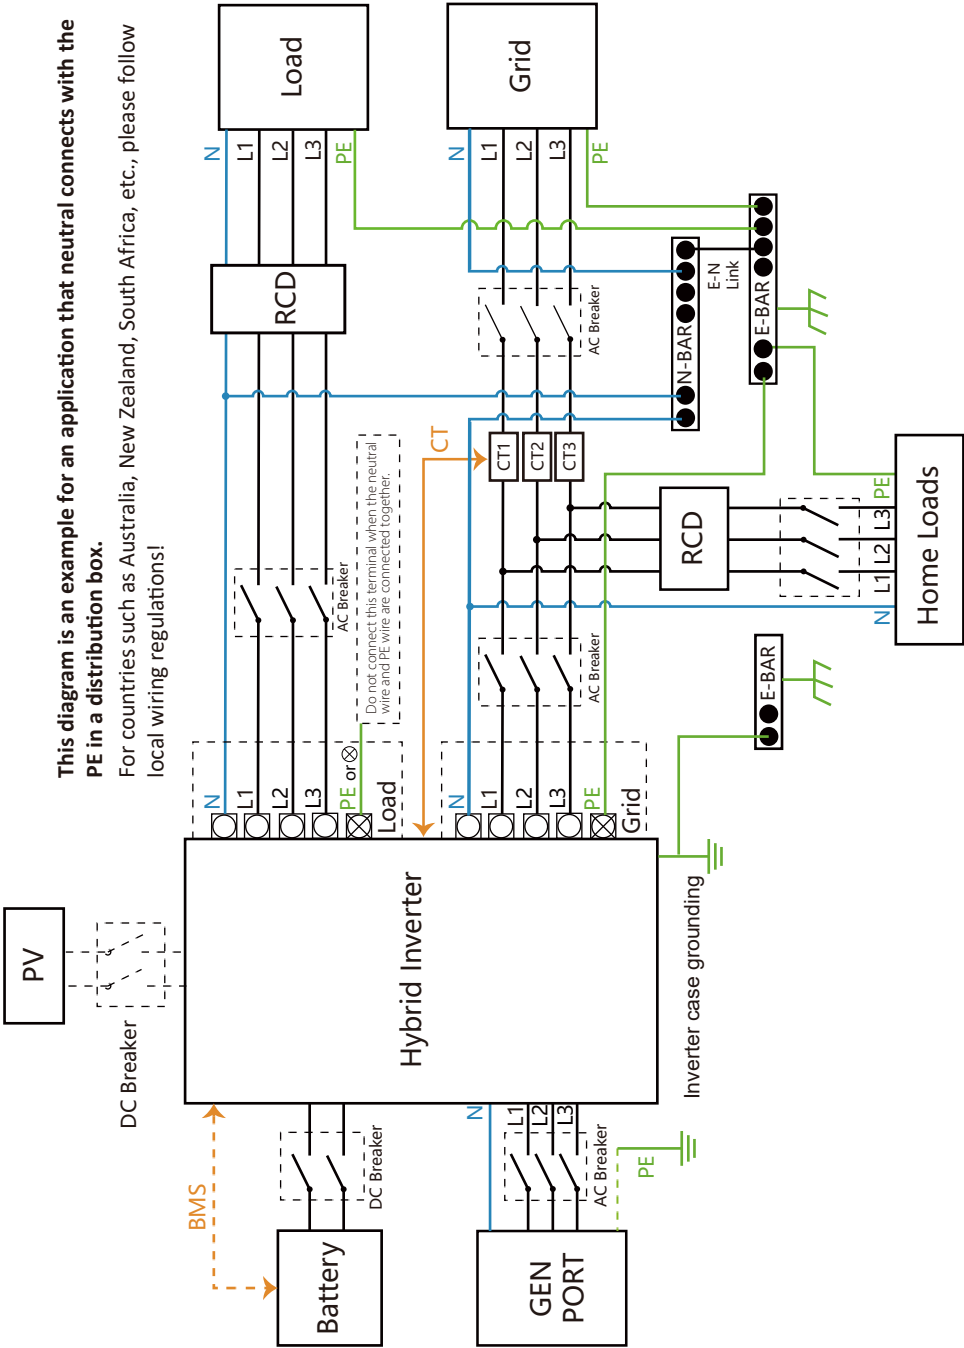 This diagram is an example for an application that neutral connects with the
PE in a distribution box.
For countries such as Australia, New Zealand, South Africa, etc., please follow
local wiring regulations!
PV
DC Breaker
BMS
Battery
DC Breaker
GEN
PORT
N
L1
L2
L3
AC Breaker
PE
Hybrid Inverter
Inverter case grounding
N
L1
L2
L3
PE or
Load
Do not connect this terminal when the neutral
wire and PE wire are connected together.
AC Breaker
RCD
N
L1
L2
L3
PE
Load
N
L1
L2
L3
PE
Grid
AC Breaker
CT
CT1
CT2
CT3
AC Breaker
N
L1
L2
L3
PE
Grid
N-BAR
E-N
Link
E-BAR
RCD
N
L1
L2
L3
PE
Home Loads
E-BAR